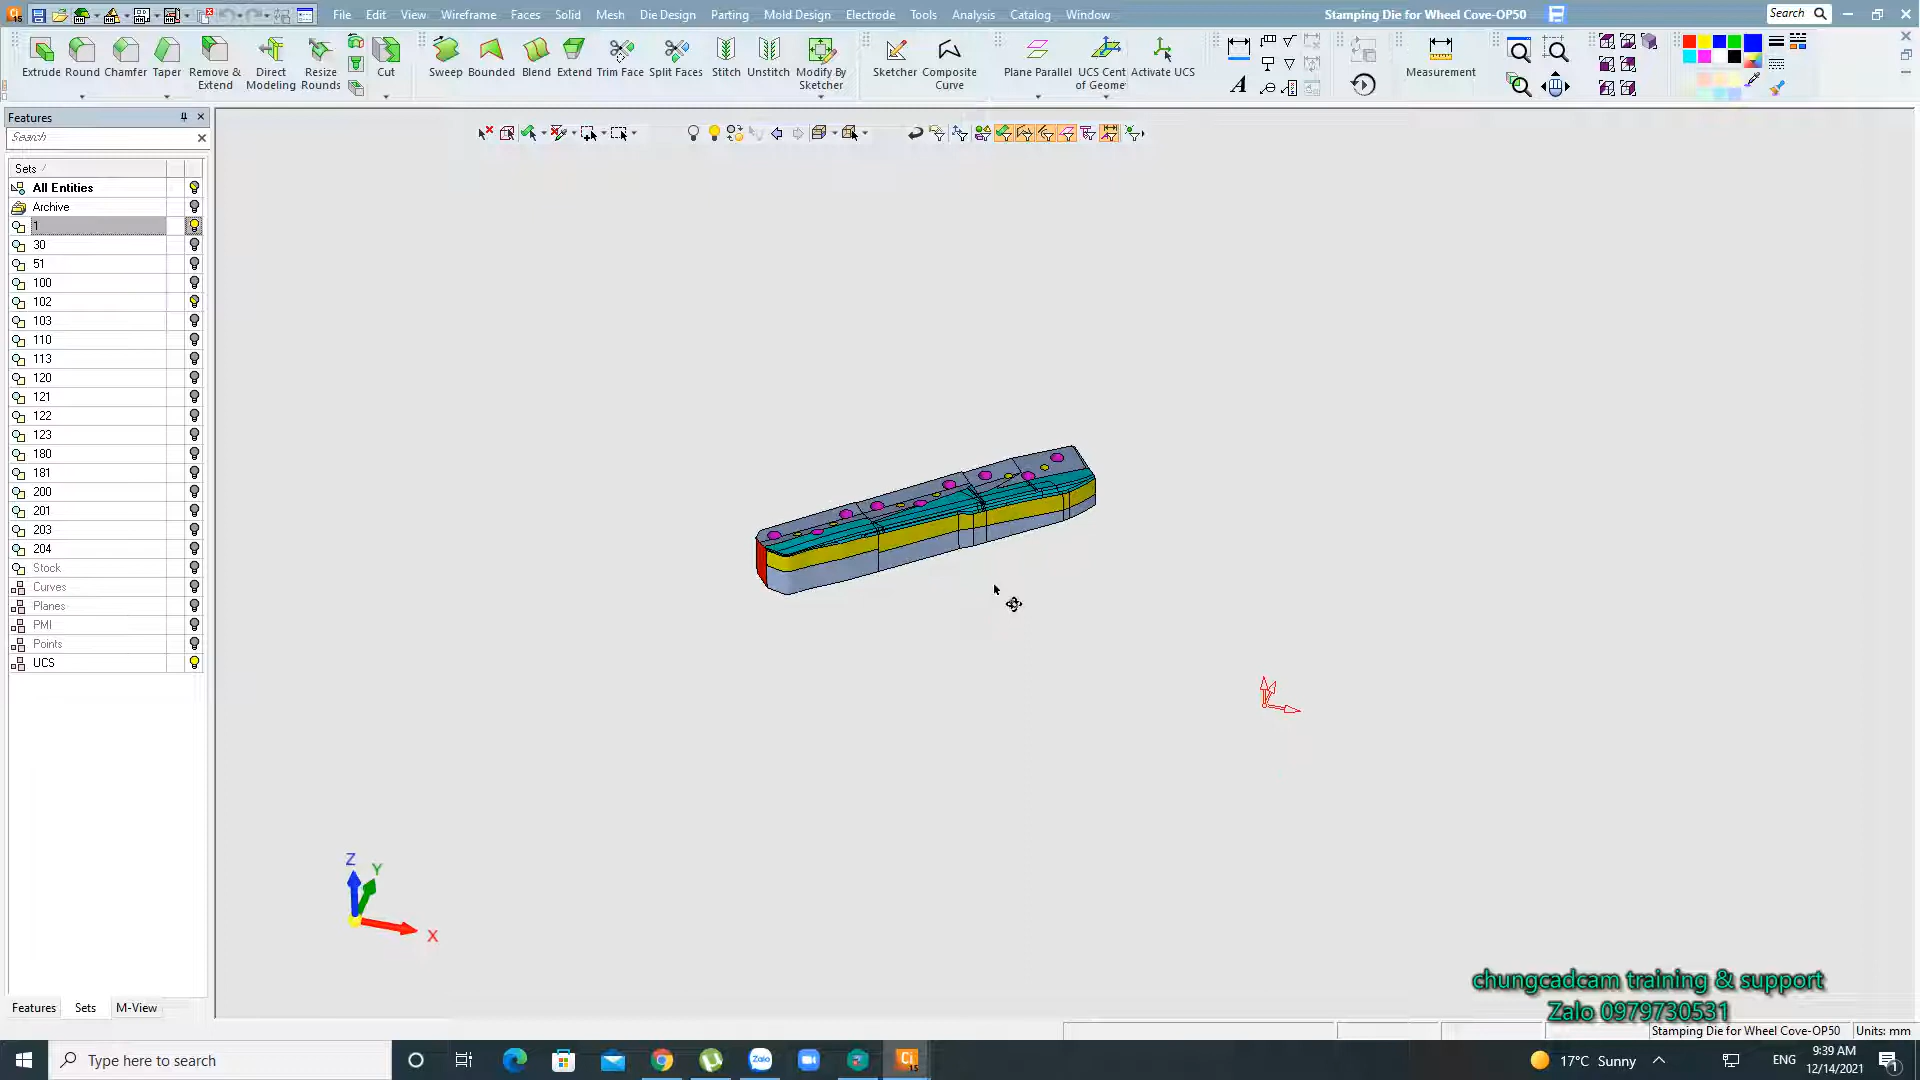 File Edit View Wireframe Faces Solid Mesh Die Design Parting Mold Design Electrode Tools Analysis Catalog Window Stamping Die for Wheel Cove-OP50 Search
Extrude Round Chamfer Taper Remove & Extend Direct Modeling Resize Rounds Cut Sweep Bounded Blend Extend Trim Face Split Faces Stitch Unstitch Modify By Sketcher Sketcher Composite Curve Plane Parallel UCS Cent of Geome Activate UCS A Measurement
Features
Search
Sets
All Entities
Archive
1
30
51
100
102
103
110
113
120
121
122
123
180
181
200
201
203
204
Stock
Curves
Planes
PMI
Points
UCS
Z
Y
X
Features Sets M-View
chungcadcam training & support
Zalo 0979730531
Stamping Die for Wheel Cove-OP50 Units: mm
Type here to search
Zalo
Ci
15
17°C Sunny
ENG
9:39 AM
12/14/2021
1